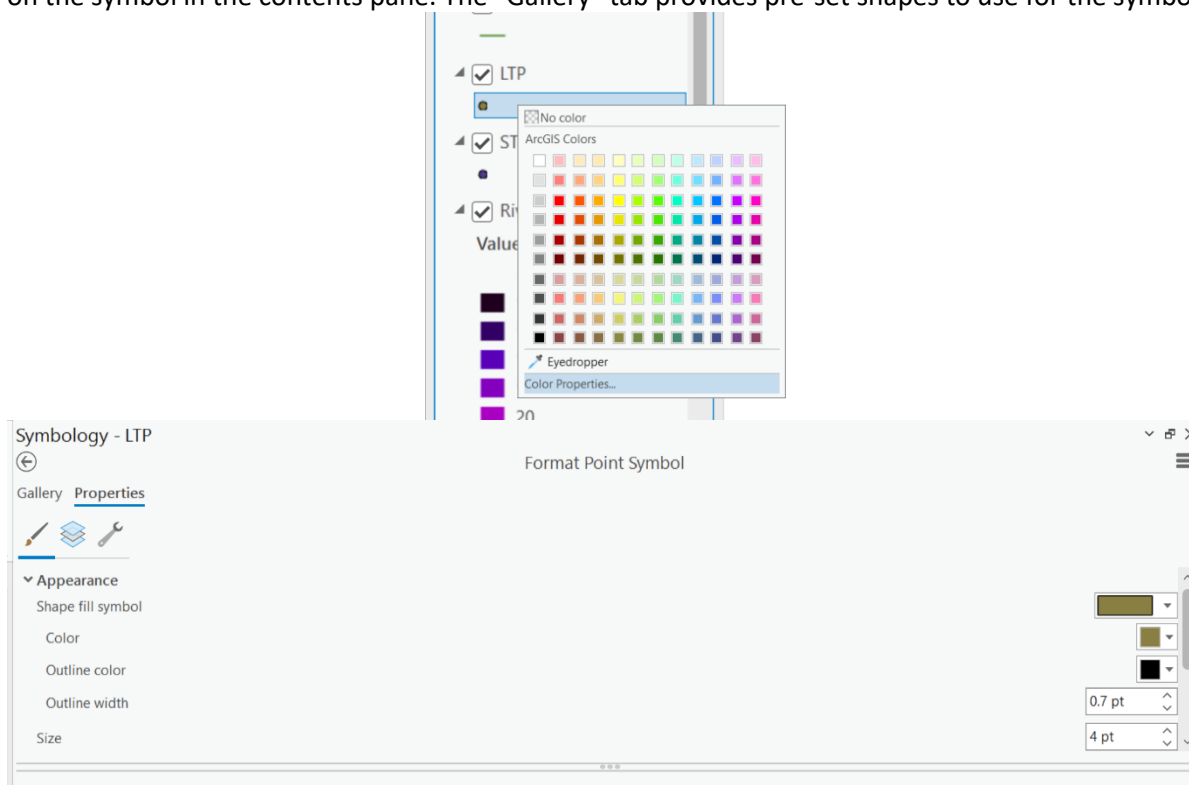 on the symbol in the contents pane. The "Gallery" tab provides pre-set shapes to use for the symbo
LTP
No color
ArcGIS Colors
ST
Ri
Value
Eyedropper
Color Properties...
20
Symbology - LTP
Format Point Symbol
Gallery Properties
Appearance
Shape fill symbol
Color
Outline color
Outline width
0.7 pt
Size
4 pt